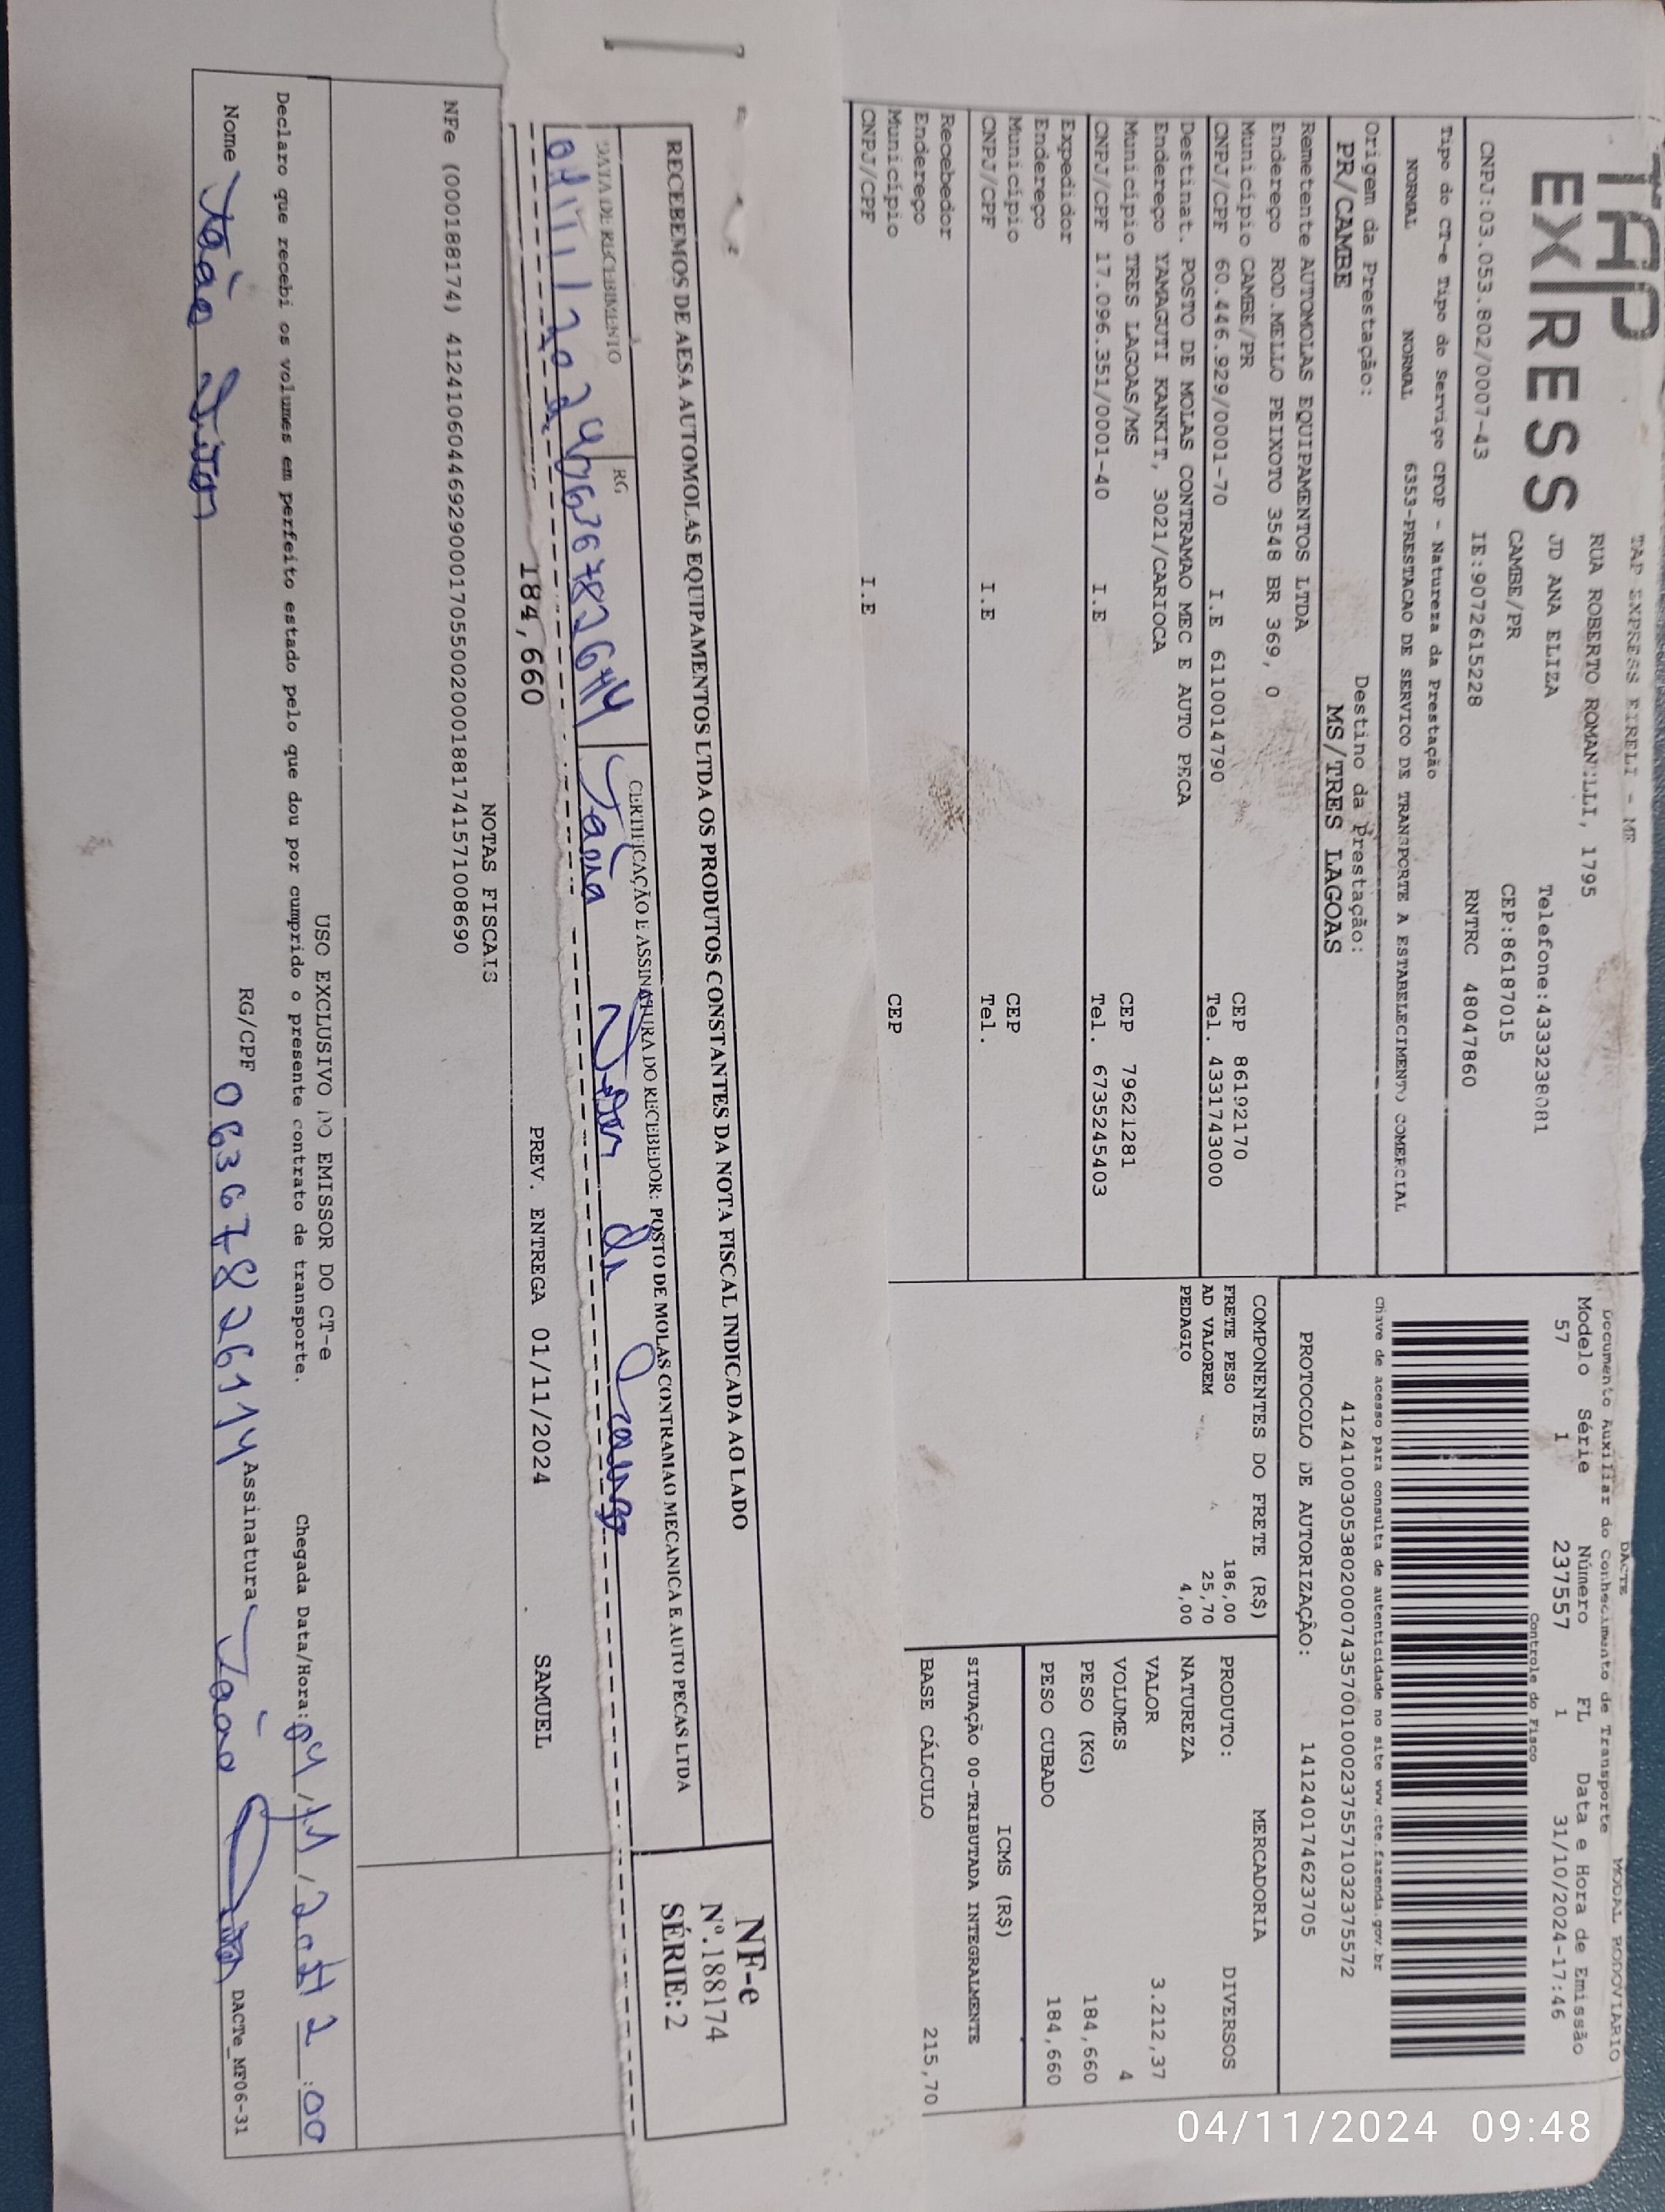 TAP
EXPRESS
TAP EXPRESS EIRELI - ME
RUA ROBERTO ROMANELLI, 1795
JD ANA ELIZA Telefone:4333238081
CAMBE/PR CEP:86187015
CNPJ:03.053.802/0007-43 IE:9072615228 RNTRC 48047860
DACTE MODAL RODOVIARIO
Documento Auxiliar do Conhecimento de Transporte
Modelo Série Número FL Data e Hora de Emissão
57 1 237557 1 31/10/2024-17:46
Controle do Fisco
Tipo do CT-e Tipo do Serviço CFOP - Natureza da Prestação
NORMAL NORMAL 6353-PRESTACAO DE SERVICO DE TRANSPORTE A ESTABELECIMENTO COMERCIAL
Chave de acesso para consulta de autenticidade no site www.cte.fazenda.gov.br
41241003053802000743570010002375571032375572
Origem da Prestação: Destino da Prestação:
PR/CAMBE MS/TRES LAGOAS
PROTOCOLO DE AUTORIZAÇÃO: 141240174623705
Remetente AUTOMOLAS EQUIPAMENTOS LTDA
Endereço ROD.MELLO PEIXOTO 3548 BR 369, 0
Município CAMBE/PR CEP 86192170
CNPJ/CPF 60.446.929/0001-70 I.E 6110014790 Tel. 4331743000
Destinat. POSTO DE MOLAS CONTRAMAO MEC E AUTO PECA
Endereço YAMAGUTI KANKIT, 3021/CARIOCA
Município TRES LAGOAS/MS CEP 79621281
CNPJ/CPF 17.096.351/0001-40 I.E Tel. 6735245403
Expedidor
Endereço
Município CEP
CNPJ/CPF I.E Tel.
Recebedor
Endereço
Município CEP
CNPJ/CPF I.E
COMPONENTES DO FRETE (R$)
FRETE PESO 186,00
AD VALOREM 25,70
PEDAGIO 4,00
MERCADORIA
PRODUTO: DIVERSOS
NATUREZA
VALOR 3.212,37
VOLUMES 4
PESO (KG) 184,660
PESO CUBADO 184,660
ICMS (R$)
SITUAÇÃO 00-TRIBUTADA INTEGRALMENTE
BASE CÁLCULO 215,70
RECEBEMOS DE AESA AUTOMOLAS EQUIPAMENTOS LTDA OS PRODUTOS CONSTANTES DA NOTA FISCAL INDICADA AO LADO
NF-e
Nº.188174
SÉRIE: 2
DATA DE RECEBIMENTO RG CERTIFICAÇÃO E ASSINATURA DO RECEBEDOR: POSTO DE MOLAS CONTRAMAO MECANICA E AUTO PECAS LTDA
184,660 PREV. ENTREGA 01/11/2024 SAMUEL
NOTAS FISCAIS
NFe (000188174) 41241060446929000170550020001881741571008690
USO EXCLUSIVO DO EMISSOR DO CT-e
Declaro que recebi os volumes em perfeito estado pelo que dou por cumprido o presente contrato de transporte. Chegada Data/Hora:
Nome João RG/CPF Assinatura João DACTe_MF06-31
04/11/2024 09:48